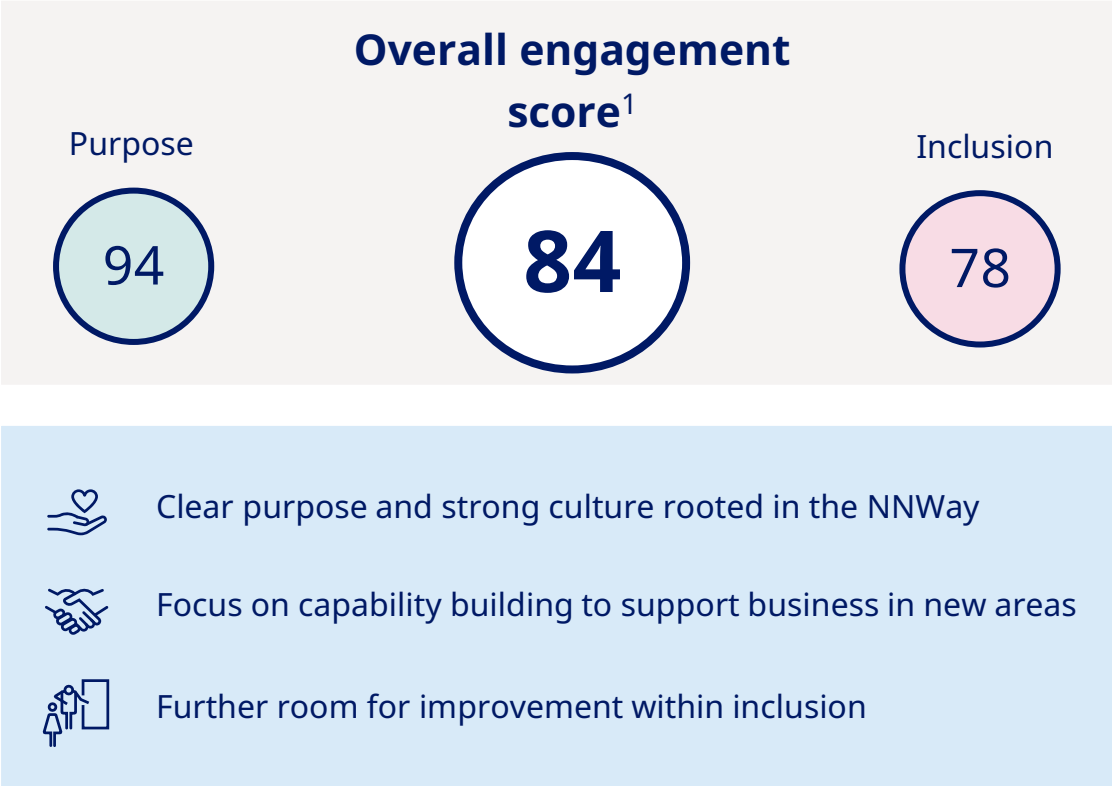 Overall engagement
score1
Purpose
Inclusion
94
84
78
Clear purpose and strong culture rooted in the NNWay
Focus on capability building to support business in new areas
Further room for improvement within inclusion